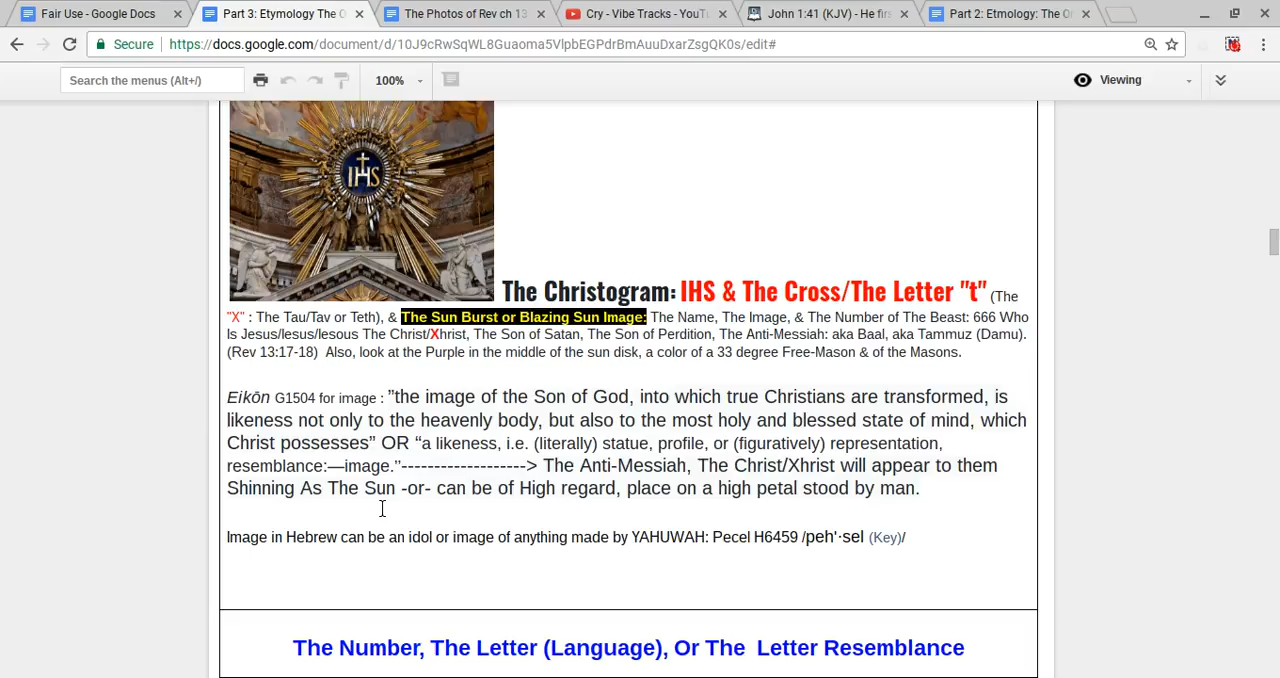 Fair Use - Google Docs
Part 3: Etymology The O
The Photos of Rev ch 13
Cry - Vibe Tracks - YouTu
John 1:41 (KJV) - He firs
Part 2: Etmology: The Or
Secure
https://docs.google.com/document/d/10J9cRwSqWL8Guaoma5VlpbEGPdrBmAuuDxarZsgQK0s/edit#
Search the menus (Alt+/)
100%
Viewing
IHS
The Christogram: IHS & The Cross/The Letter "t" (The
"X" : The Tau/Tav or Teth), & The Sun Burst or Blazing Sun Image: The Name, The Image, & The Number of The Beast: 666 Who
Is Jesus/Iesus/Iesous The Christ/Xhrist, The Son of Satan, The Son of Perdition, The Anti-Messiah: aka Baal, aka Tammuz (Damu).
(Rev 13:17-18)  Also, look at the Purple in the middle of the sun disk, a color of a 33 degree Free-Mason & of the Masons.
Eikōn G1504 for image : ”the image of the Son of God, into which true Christians are transformed, is
likeness not only to the heavenly body, but also to the most holy and blessed state of mind, which
Christ possesses” OR “a likeness, i.e. (literally) statue, profile, or (figuratively) representation,
resemblance:—image.’’-------------------> The Anti-Messiah, The Christ/Xhrist will appear to them
Shinning As The Sun -or- can be of High regard, place on a high petal stood by man.
Image in Hebrew can be an idol or image of anything made by YAHUWAH: Pecel H6459 /peh'·sel (Key)/
The Number, The Letter (Language), Or The  Letter Resemblance